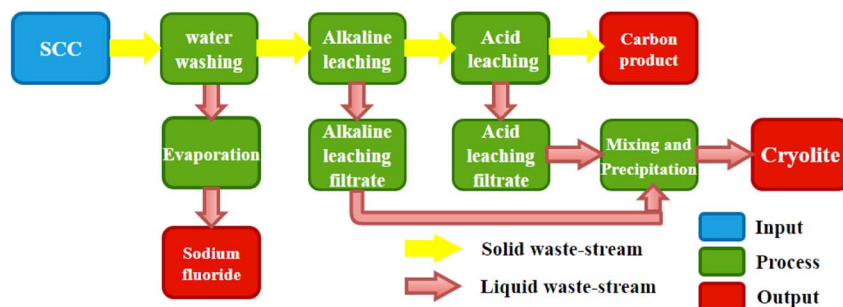 SCC
water
washing
Alkaline
leaching
Acid
leaching
Carbon
product
Evaporation
Alkaline
leaching
filtrate
Acid
leaching
filtrate
Mixing and
Precipitation
Cryolite
Sodium
fluoride
Solid waste-stream
Liquid waste-stream
Input
Process
Output